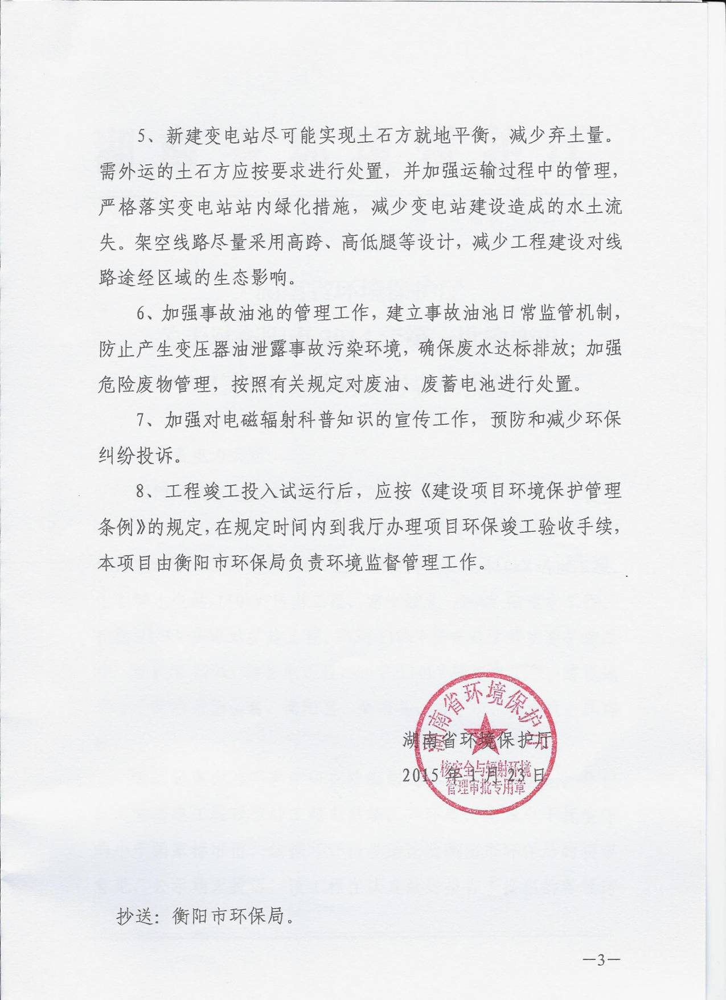 5、新建变电站尽可能实现土石方就地平衡，减少弃土量。
需外运的土石方应按要求进行处置，并加强运输过程中的管理，
严格落实变电站站内绿化措施，减少变电站建设造成的水土流
失。架空线路尽量采用高跨、高低腿等设计，减少工程建设对线
路途经区域的生态影响。
6、加强事故油池的管理工作，建立事故油池日常监管机制，
防止产生变压器油泄露事故污染环境，确保废水达标排放；加强
危险废物管理，按照有关规定对废油、废蓄电池进行处置。
7、加强对电磁辐射科普知识的宣传工作，预防和减少环保
纠纷投诉。
8、工程竣工投入试运行后，应按《建设项目环境保护管理
条例》的规定，在规定时间内到我厅办理项目环保竣工验收手续，
本项目由衡阳市环保局负责环境监督管理工作。
湖南省环境保护厅
湖南省环境保护厅
核安全与辐射环境
2015年1月23日
管理审批专用章
抄送：衡阳市环保局。
—3—